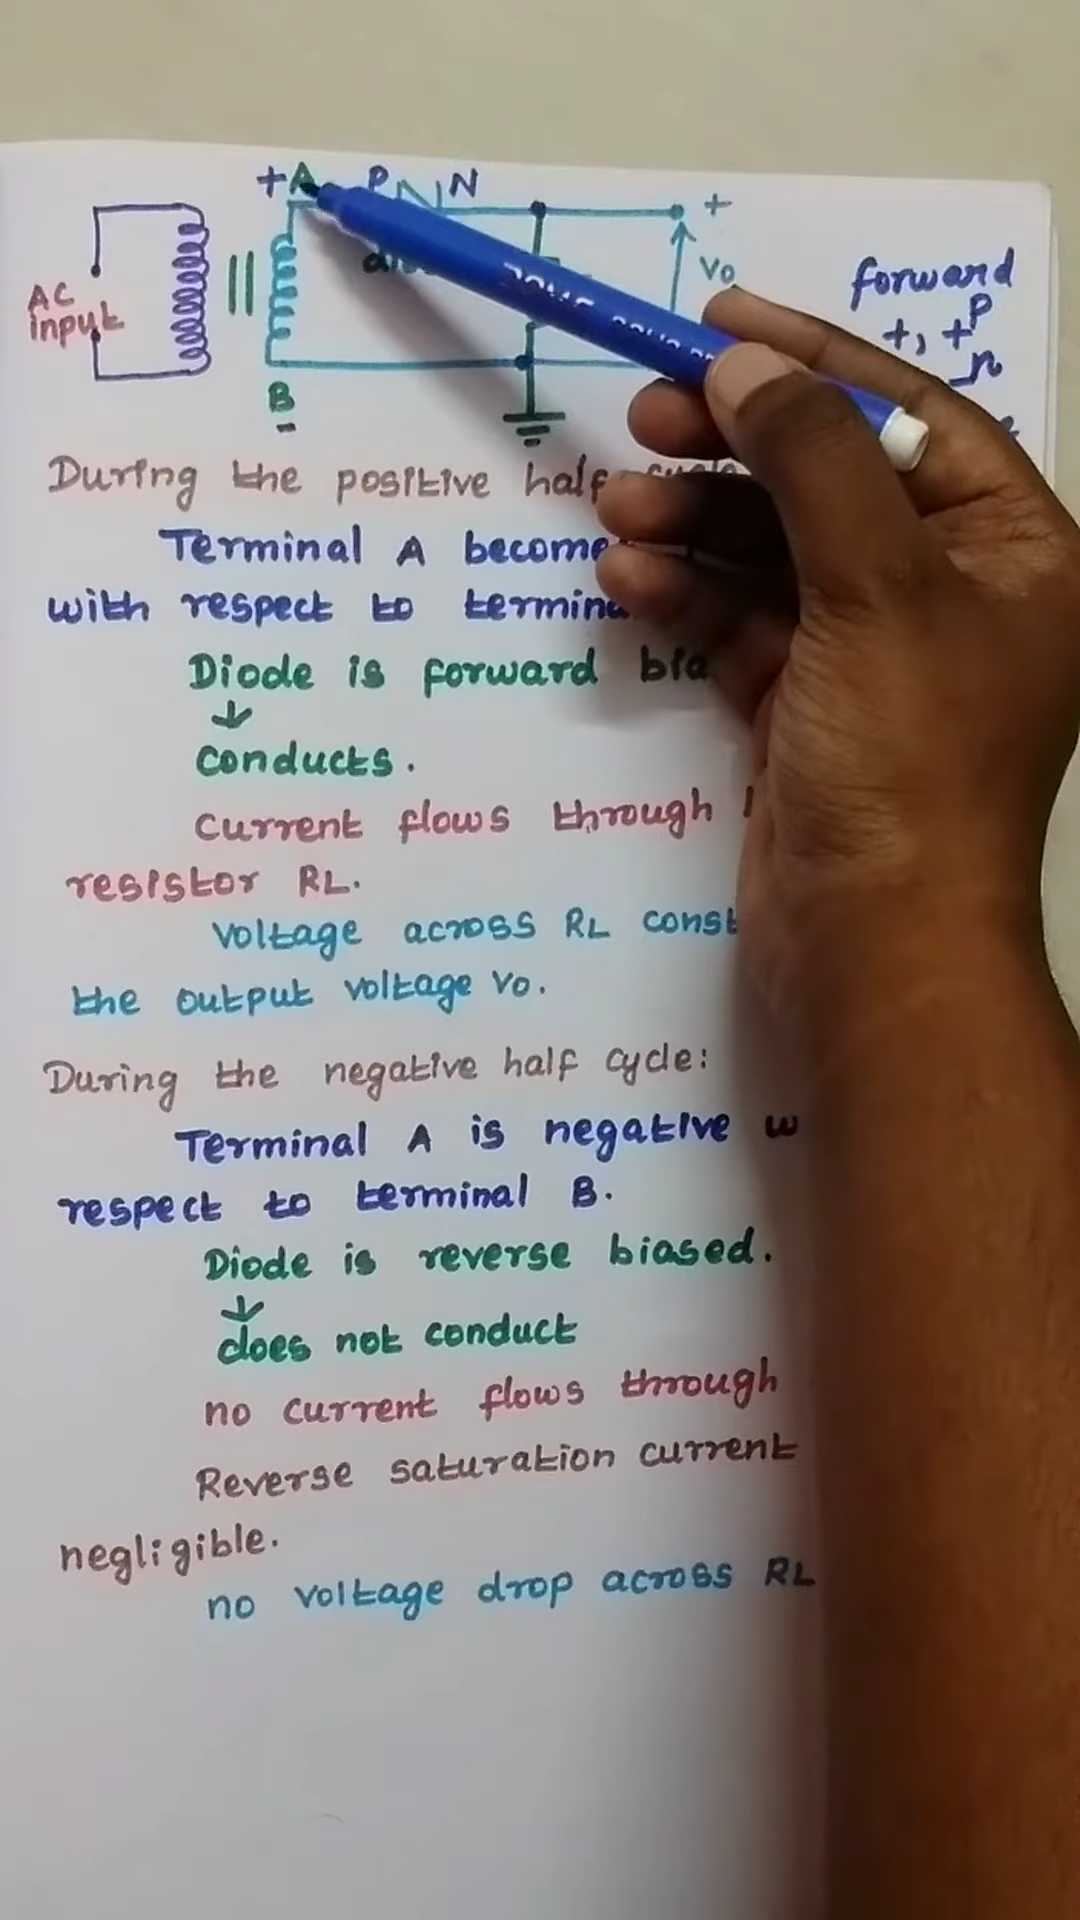 +A P N
+
AC
input
Vo
B
-
forward
+, +P
-n
During the positive half
Terminal A become
with respect to
Diode is forward
↓
conducts.
current flows through
resistor RL.
voltage across RL
the output voltage Vo.
During the negative half cycle:
Terminal A is negative
respect to terminal B.
Diode is reverse biased.
↓
does not conduct
no current flows through
Reverse saturation current
negligible.
no voltage drop across RL